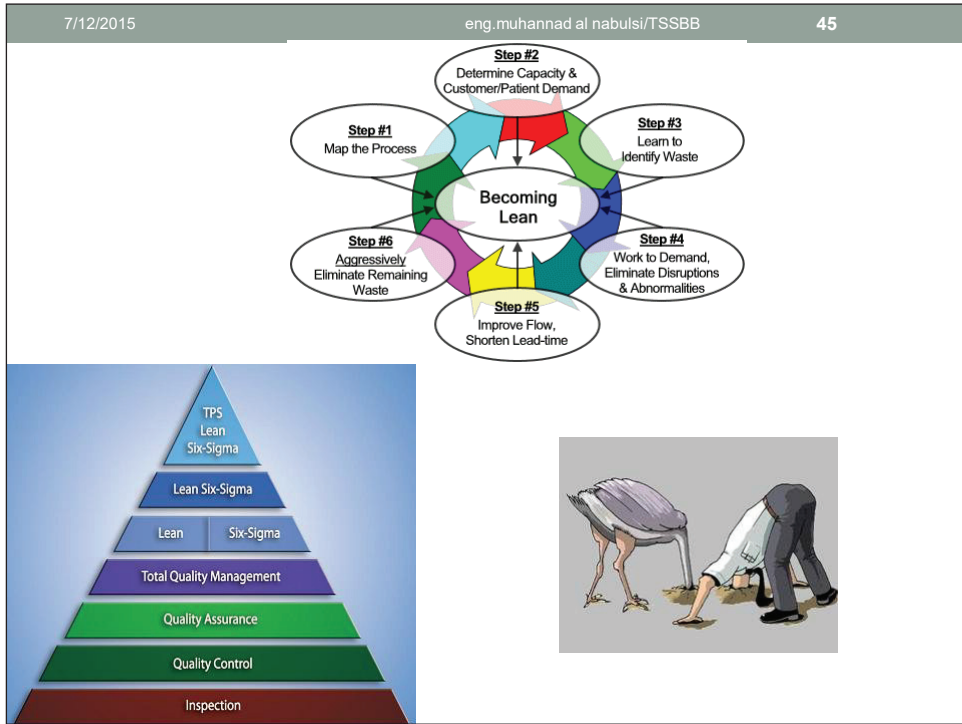 7/12/2015 eng.muhannad al nabulsi/TSSBB 45
Step #2
Determine Capacity &
Customer/Patient Demand
Step #1
Map the Process
Step #3
Learn to
Identify Waste
Becoming
Lean
Step #6
Aggressively
Eliminate Remaining
Waste
Step #4
Work to Demand,
Eliminate Disruptions
& Abnormalities
Step #5
Improve Flow,
Shorten Lead-time
TPS
Lean
Six-Sigma
Lean Six-Sigma
Lean Six-Sigma
Total Quality Management
Quality Assurance
Quality Control
Inspection